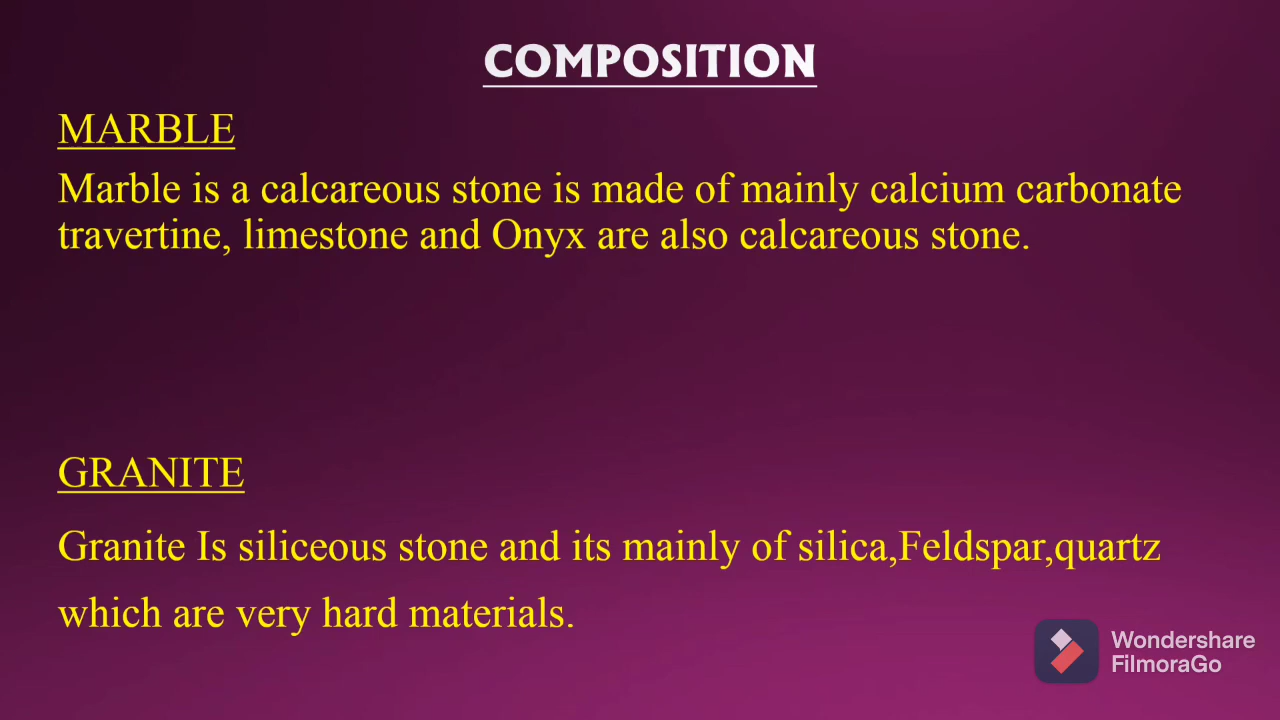 COMPOSITION
MARBLE
Marble is a calcareous stone is made of mainly calcium carbonate
travertine, limestone and Onyx are also calcareous stone.
GRANITE
Granite Is siliceous stone and its mainly of silica,Feldspar,quartz
which are very hard materials.
Wondershare
FilmoraGo